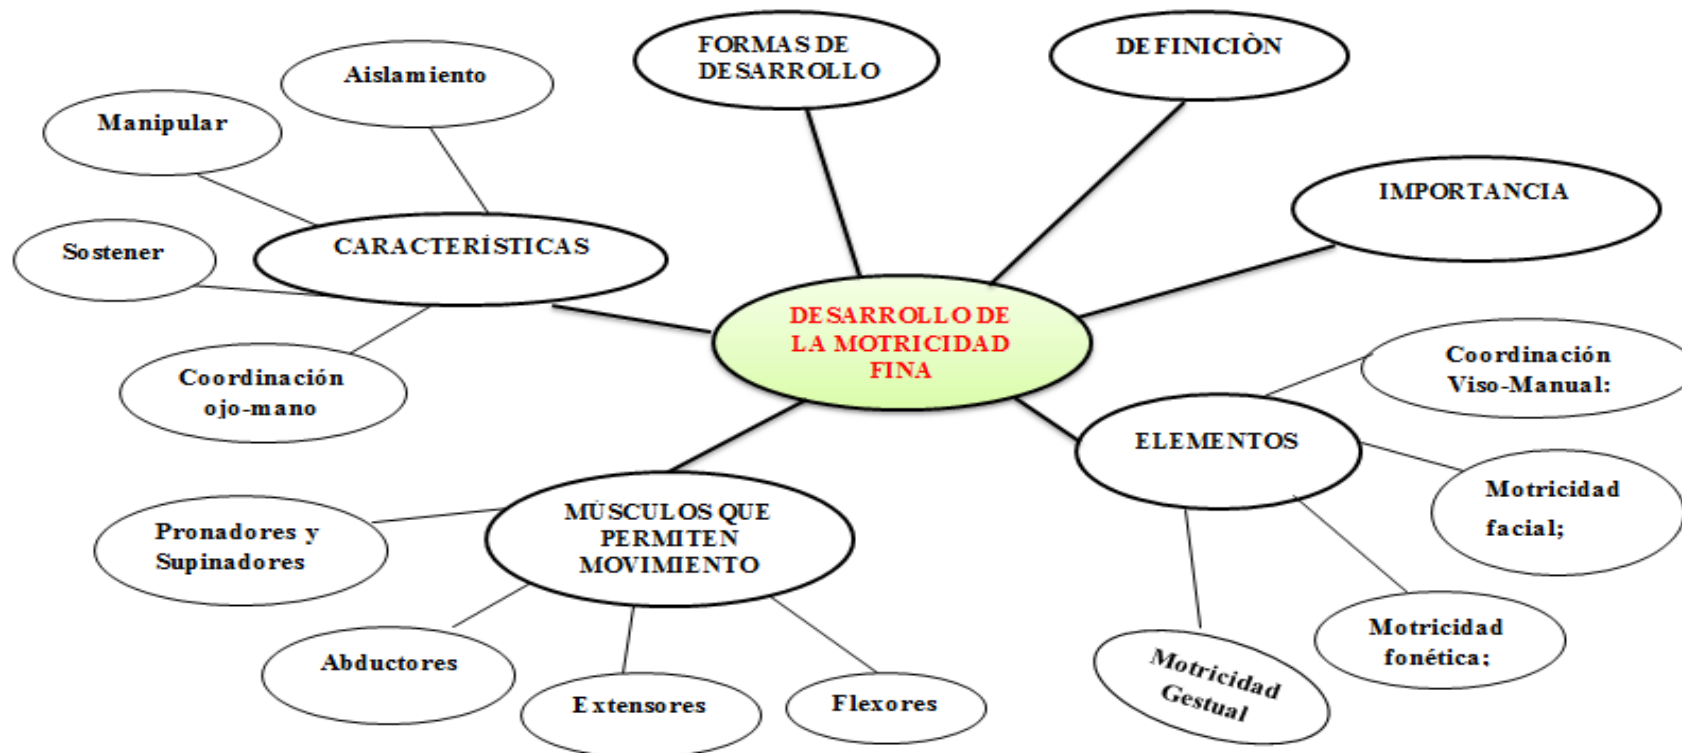 FORMAS DE
DESARROLLO
DEFINICIÒN
IMPORTANCIA
Aislamiento
Manipular
Sostener
CARACTERÍSTICAS
Coordinación
ojo-mano
DESARROLLO DE
LA MOTRICIDAD
FINA
Coordinación
Viso-Manual:
ELEMENTOS
Motricidad
facial;
Motricidad
fonética;
Motricidad
Gestual
MÚSCULOS QUE
PERMITEN
MOVIMIENTO
Pronadores y
Supinadores
Abductores
Extensores
Flexores